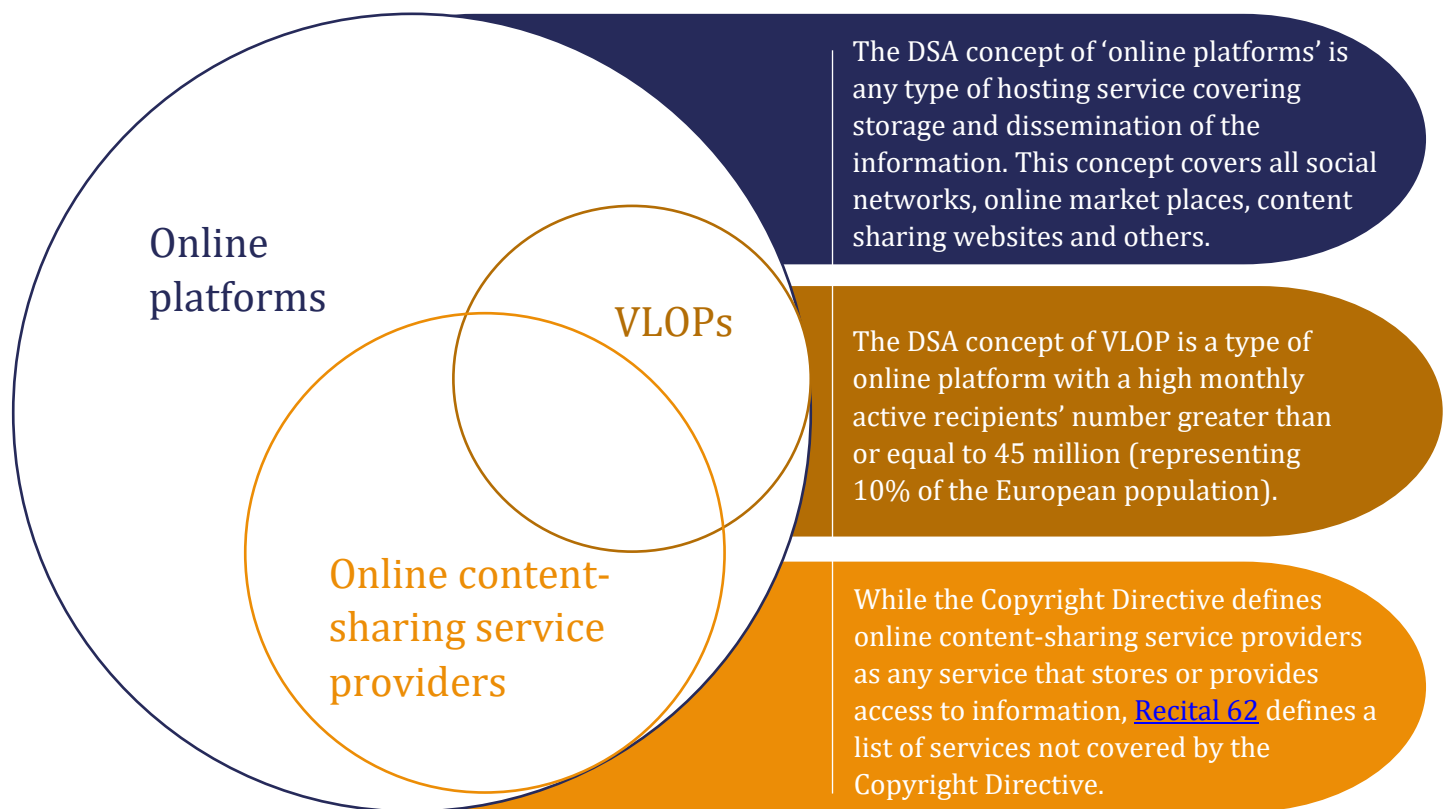 Online
platforms
VLOPs
Online content-
sharing service
providers
The DSA concept of ‘online platforms’ is
any type of hosting service covering
storage and dissemination of the
information. This concept covers all social
networks, online market places, content
sharing websites and others.
The DSA concept of VLOP is a type of
online platform with a high monthly
active recipients’ number greater than
or equal to 45 million (representing
10% of the European population).
While the Copyright Directive defines
online content-sharing service providers
as any service that stores or provides
access to information, Recital 62 defines a
list of services not covered by the
Copyright Directive.